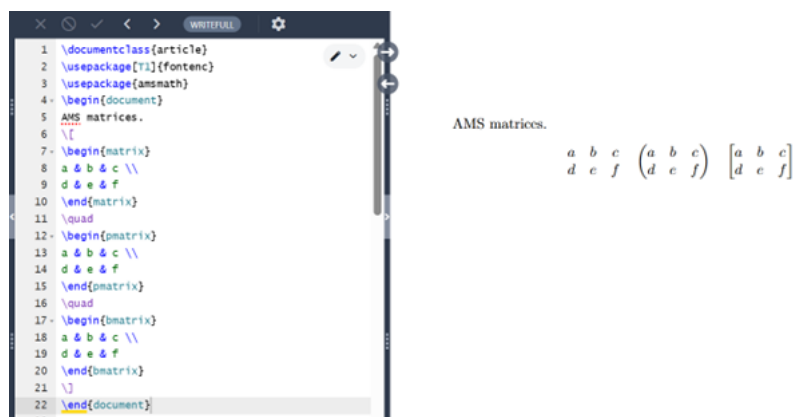 WRITEFULL
1 \documentclass{article}
2 \usepackage[T1]{fontenc}
3 \usepackage{amsmath}
4 \begin{document}
5 AMS matrices.
6 \[
7 \begin{matrix}
8 a & b & c \\
9 d & e & f
10 \end{matrix}
11 \quad
12 \begin{pmatrix}
13 a & b & c \\
14 d & e & f
15 \end{pmatrix}
16 \quad
17 \begin{bmatrix}
18 a & b & c \\
19 d & e & f
20 \end{bmatrix}
21 \]
22 \end{document}
AMS matrices.
a b c (a b c) [a b c]
d e f (d e f) [d e f]